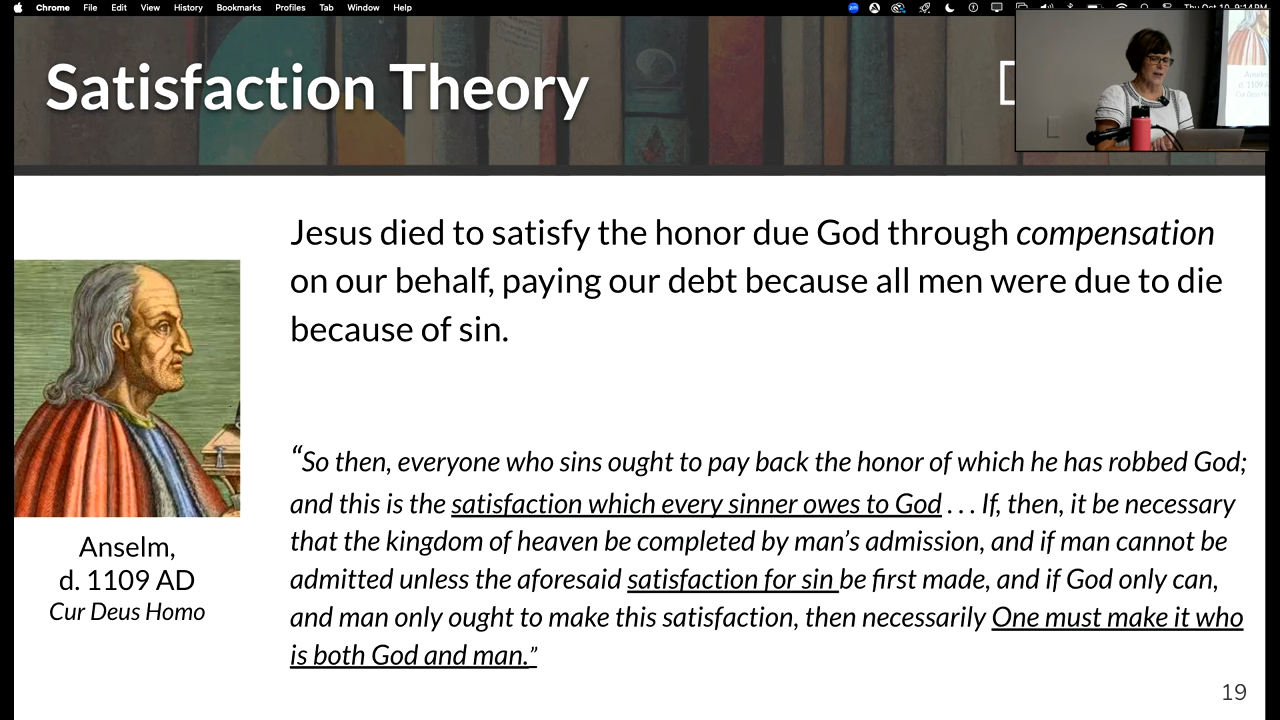 Chrome File Edit View History Bookmarks Profiles Tab Window Help
Satisfaction Theory
Jesus died to satisfy the honor due God through compensation
on our behalf, paying our debt because all men were due to die
because of sin.
“So then, everyone who sins ought to pay back the honor of which he has robbed God;
and this is the satisfaction which every sinner owes to God . . . If, then, it be necessary
that the kingdom of heaven be completed by man’s admission, and if man cannot be
admitted unless the aforesaid satisfaction for sin be first made, and if God only can,
and man only ought to make this satisfaction, then necessarily One must make it who
is both God and man.”
Anselm,
d. 1109 AD
Cur Deus Homo
19